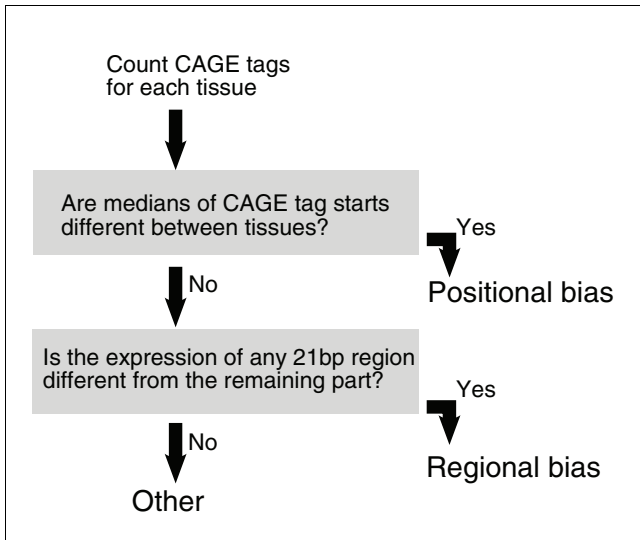 Count CAGE tags
for each tissue
Are medians of CAGE tag starts
different between tissues?
Yes
Positional bias
No
Is the expression of any 21bp region
different from the remaining part?
Yes
Regional bias
No
Other